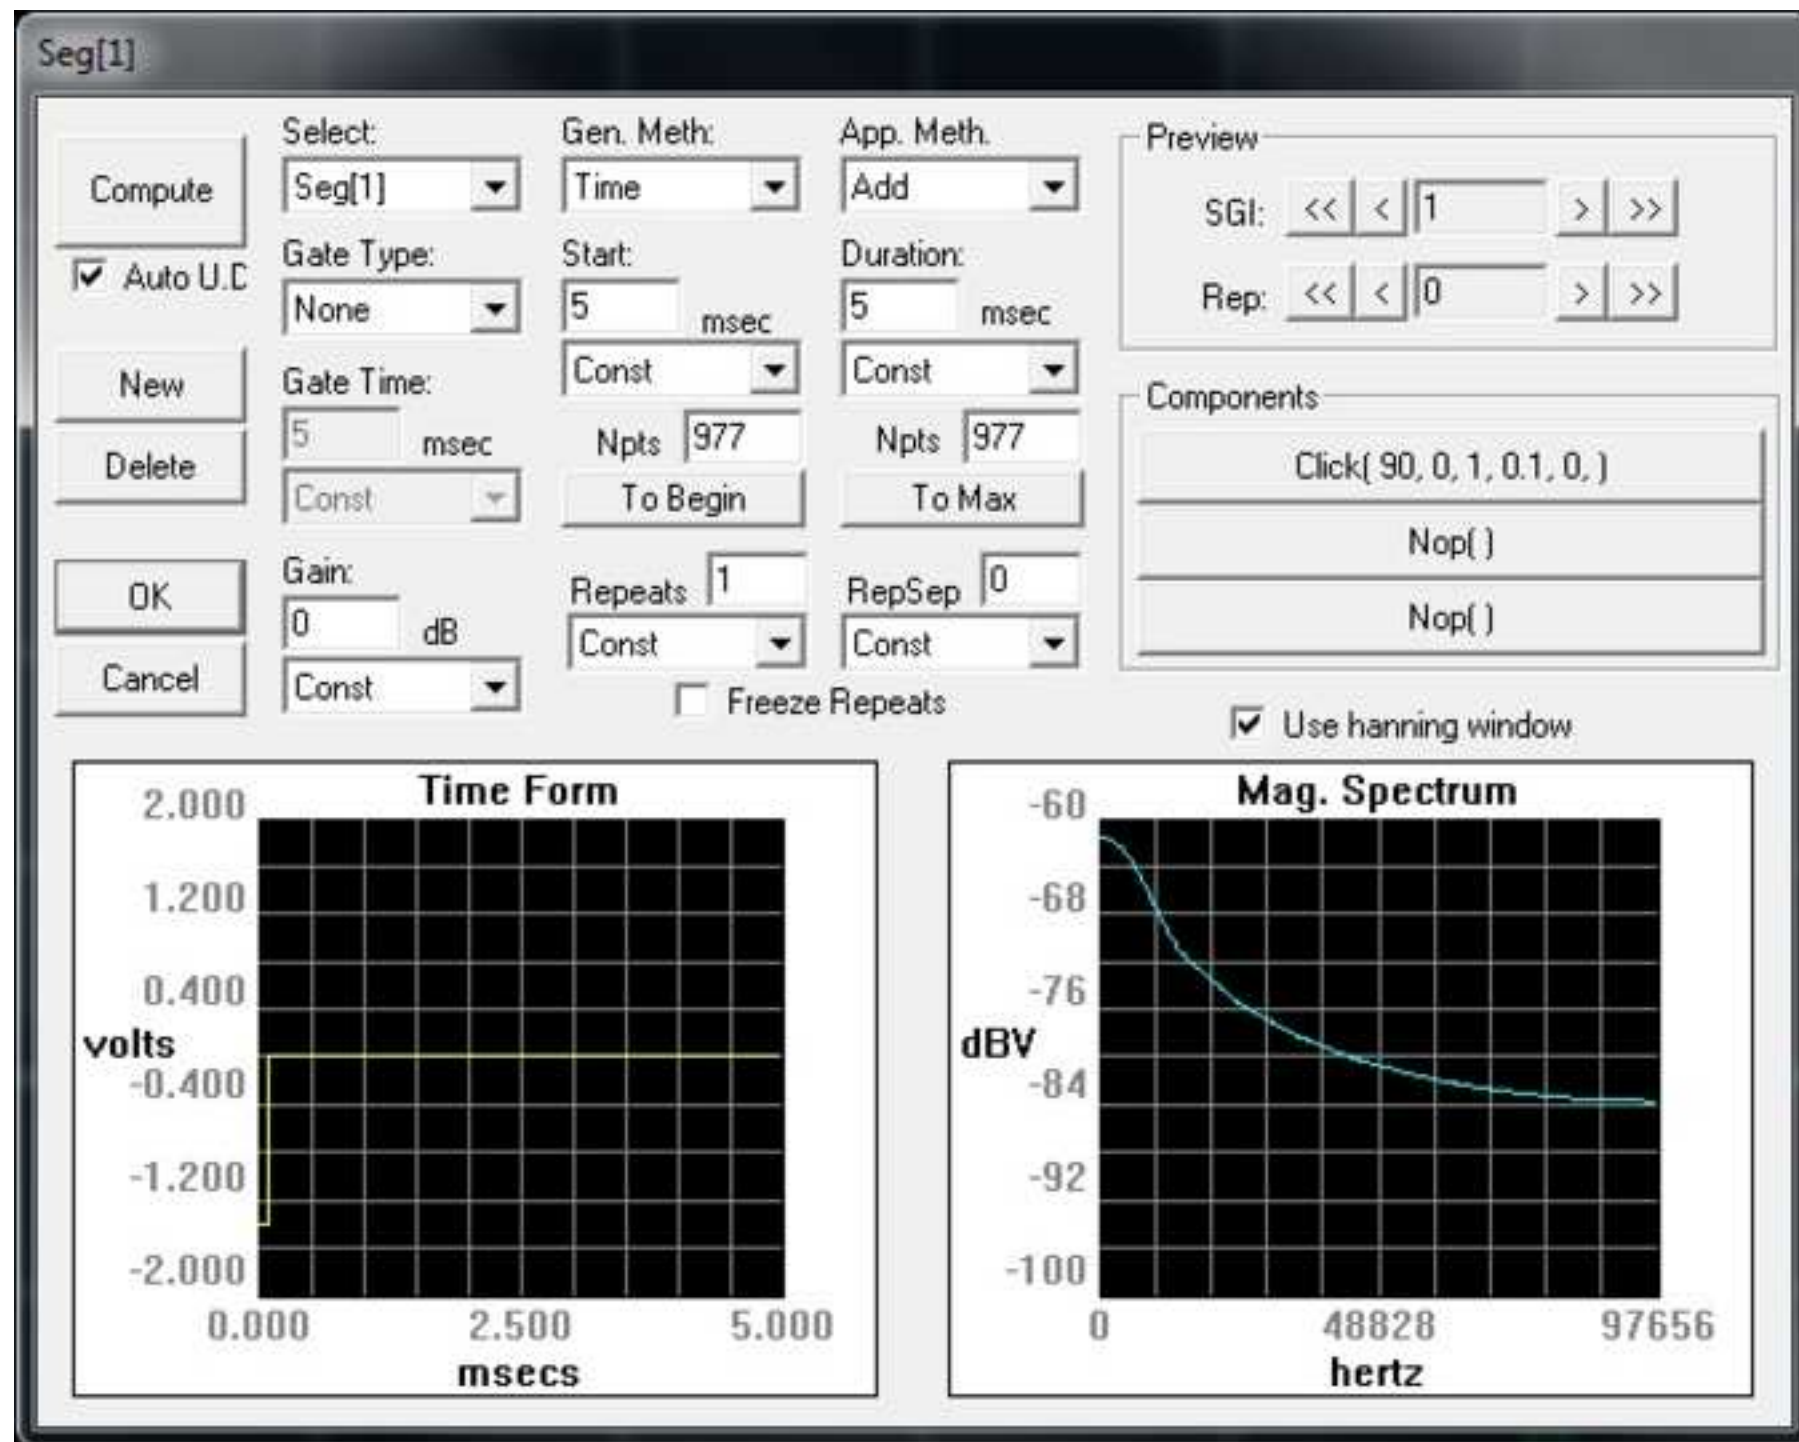 Seg[1]
Compute
Auto U.D
New
Delete
OK
Cancel
Select:
Seg[1]
Gate Type:
None
Gate Time:
5 msec
Const
Gain:
0 dB
Const
Gen. Meth:
Time
Start:
5 msec
Const
Npts 977
To Begin
Repeats 1
Const
App. Meth.
Add
Duration:
5 msec
Const
Npts 977
To Max
RepSep 0
Const
Freeze Repeats
Preview
SGI: << < 1 > >>
Rep: << < 0 > >>
Components
Click( 90, 0, 1, 0.1, 0, )
Nop( )
Nop( )
Use hanning window
Time Form
2.000
1.200
0.400
volts
-0.400
-1.200
-2.000
0.000 2.500 5.000
msecs
Mag. Spectrum
-60
-68
-76
dBV
-84
-92
-100
0 48828 97656
hertz